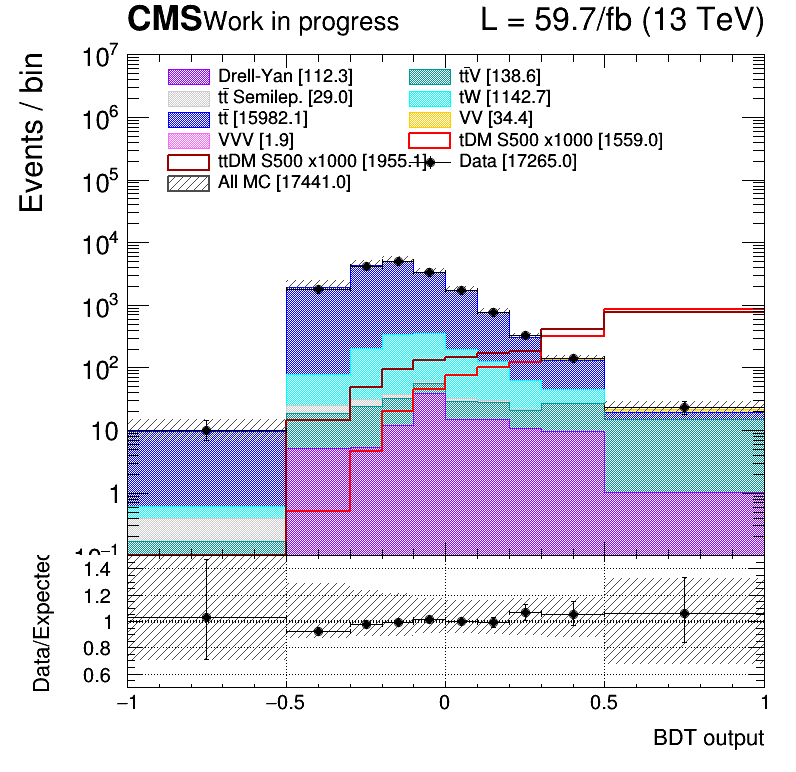 CMS Work in progress L = 59.7/fb (13 TeV)
Events / bin
10⁷
10⁶
10⁵
10⁴
10³
10²
10
1
10⁻¹
Drell-Yan [112.3] tt̄V [138.6]
tt̄ Semilep. [29.0] tW [1142.7]
tt̄ [15982.1] VV [34.4]
VVV [1.9] tDM S500 x1000 [1559.0]
ttDM S500 x1000 [1955.1] Data [17265.0]
All MC [17441.0]
Data/Expected
1.4
1.2
1
0.8
0.6
−1 −0.5 0 0.5 1
BDT output